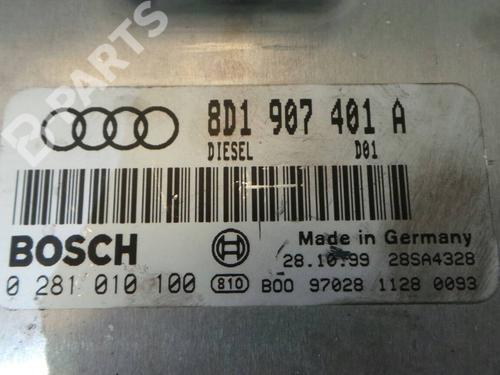 B-PARTS
8D1 907 401 A
DIESEL D01
BOSCH
Made in Germany
28.10.99 28SA4328
0 281 010 100 810 B00 97028 1128 0093